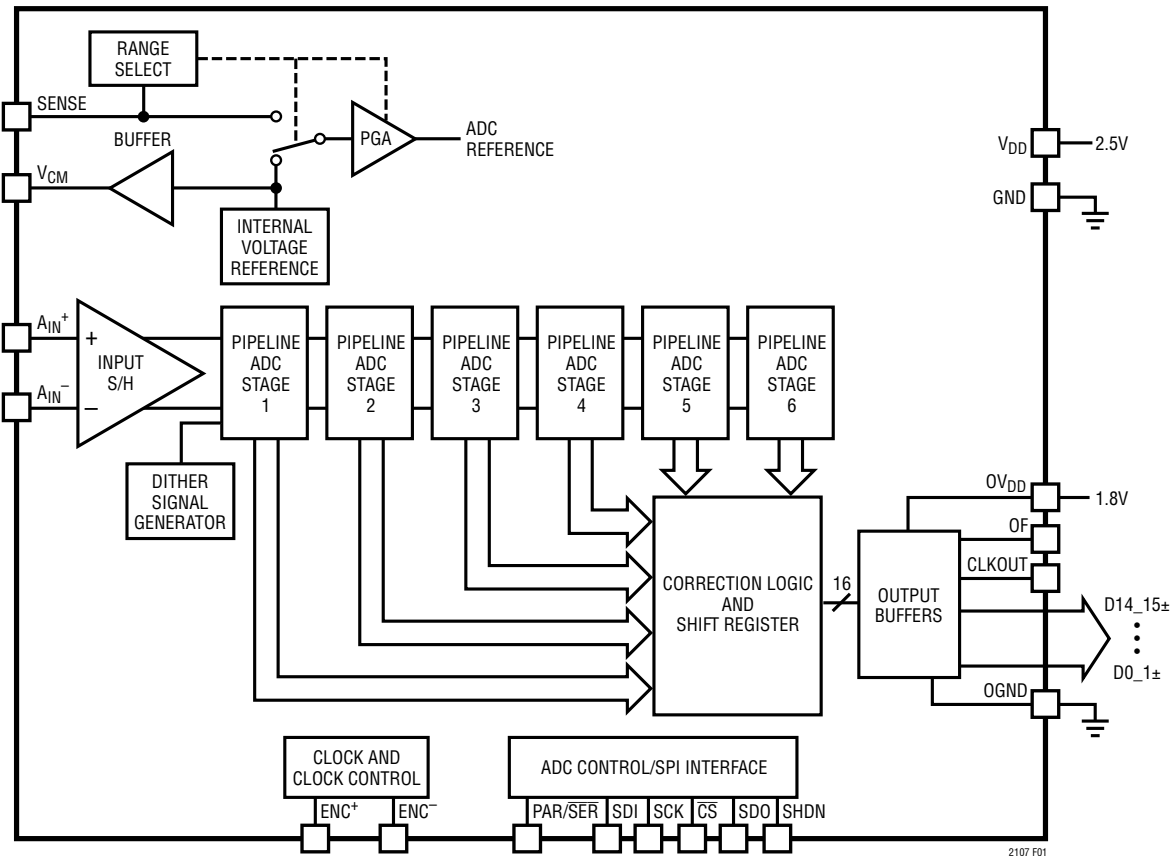 RANGE
SELECT
SENSE
BUFFER
PGA
ADC
REFERENCE
VCM
INTERNAL
VOLTAGE
REFERENCE
VDD
2.5V
GND
AIN+
AIN–
+
–
INPUT
S/H
PIPELINE
ADC
STAGE
1
PIPELINE
ADC
STAGE
2
PIPELINE
ADC
STAGE
3
PIPELINE
ADC
STAGE
4
PIPELINE
ADC
STAGE
5
PIPELINE
ADC
STAGE
6
DITHER
SIGNAL
GENERATOR
CORRECTION LOGIC
AND
SHIFT REGISTER
16
OUTPUT
BUFFERS
OVDD
1.8V
OF
CLKOUT
D14_15±
D0_1±
OGND
CLOCK AND
CLOCK CONTROL
ENC+
ENC–
ADC CONTROL/SPI INTERFACE
PAR/SER
SDI
SCK
CS
SDO
SHDN
2107 F01